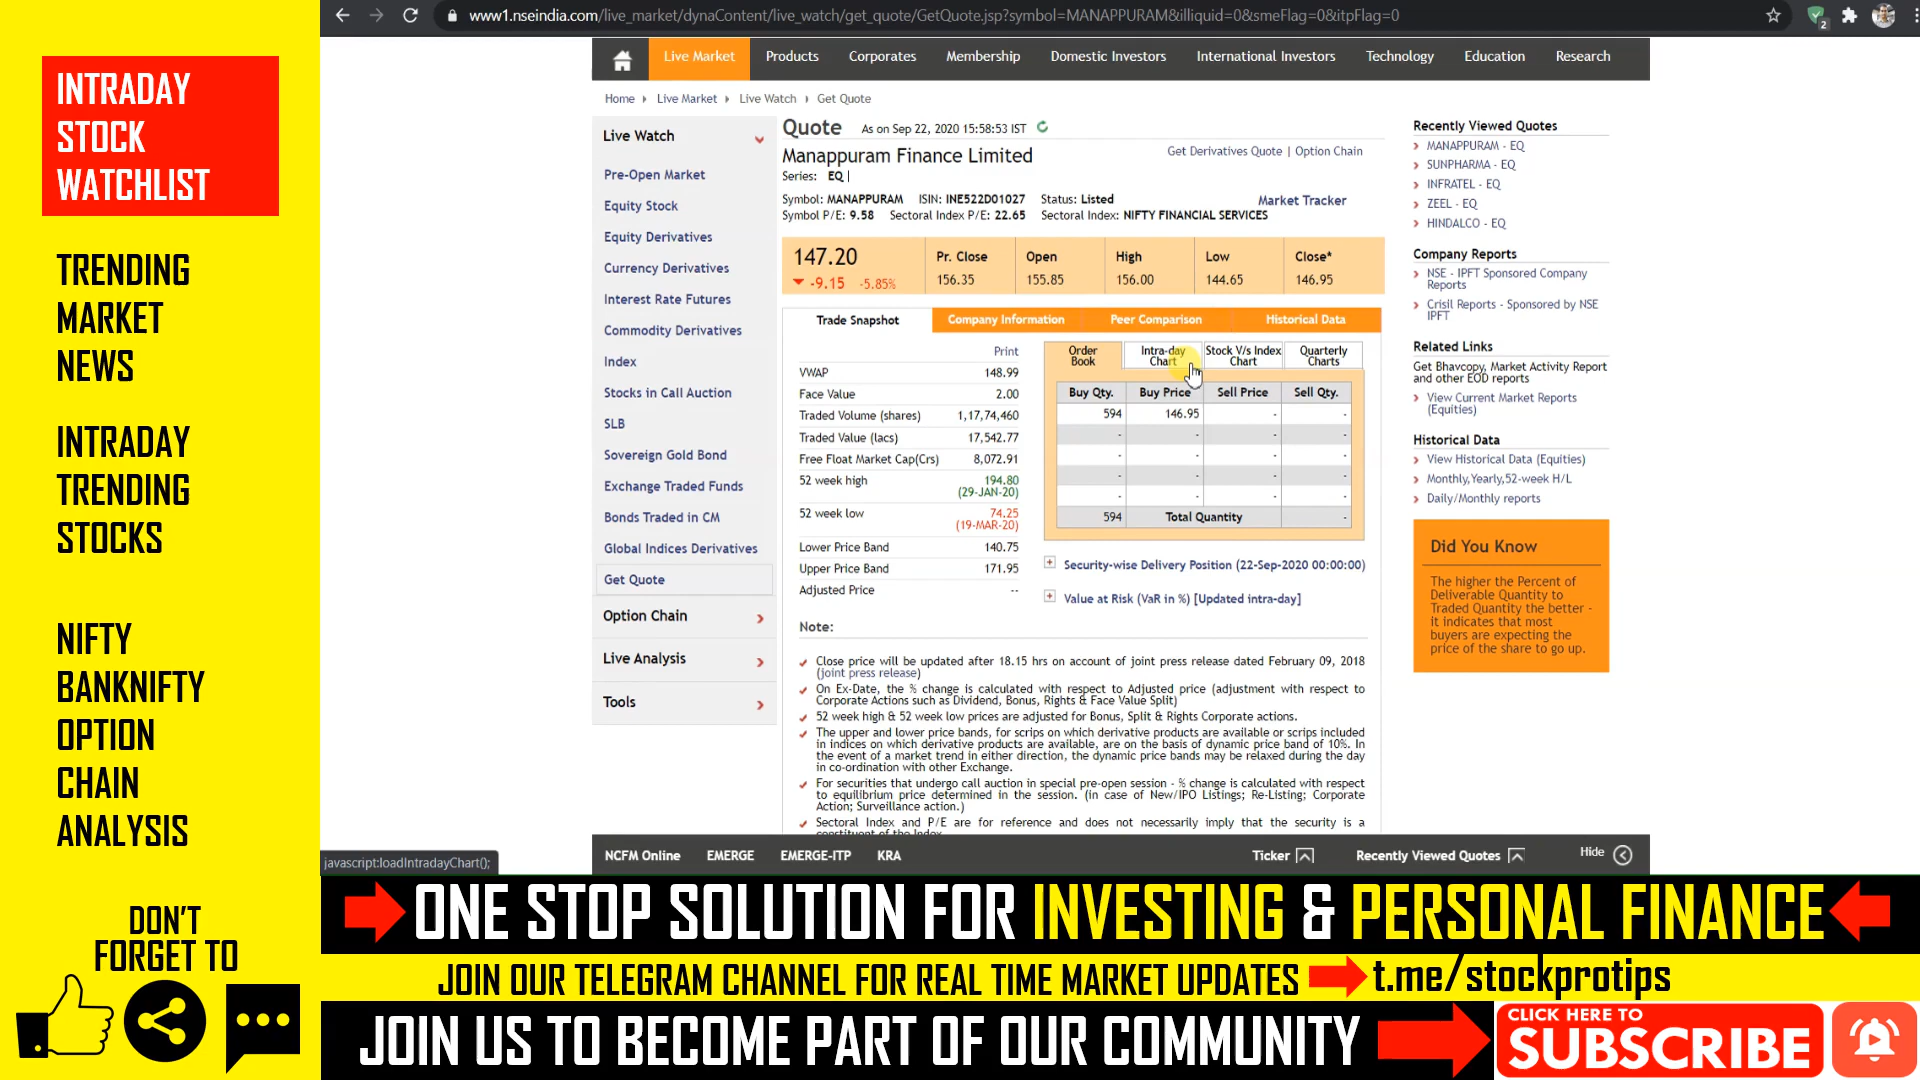 www1.nseindia.com/live_market/dynaContent/live_watch/get_quote/GetQuote.jsp?symbol=MANAPPURAM&illiquid=0&smeFlag=0&itpFlag=0
2
INTRADAY
STOCK
WATCHLIST
TRENDING
MARKET
NEWS
INTRADAY
TRENDING
STOCKS
NIFTY
BANKNIFTY
OPTION
CHAIN
ANALYSIS
DON'T
FORGET TO
Live Market Products Corporates Membership Domestic Investors International Investors Technology Education Research
Home Live Market Live Watch Get Quote
Live Watch
Pre-Open Market
Equity Stock
Equity Derivatives
Currency Derivatives
Interest Rate Futures
Commodity Derivatives
Index
Stocks in Call Auction
SLB
Sovereign Gold Bond
Exchange Traded Funds
Bonds Traded in CM
Global Indices Derivatives
Get Quote
Option Chain
Live Analysis
Tools
Quote As on Sep 22, 2020 15:58:53 IST
Manappuram Finance Limited
Get Derivatives Quote | Option Chain
Series: EQ |
Symbol: MANAPPURAM ISIN: INE522D01027 Status: Listed
Market Tracker
Symbol P/E: 9.58 Sectoral Index P/E: 22.65 Sectoral Index: NIFTY FINANCIAL SERVICES
147.20 Pr. Close Open High Low Close*
-9.15 -5.85% 156.35 155.85 156.00 144.65 146.95
Trade Snapshot Company Information Peer Comparison Historical Data
Print
VWAP 148.99
Face Value 2.00
Traded Volume (shares) 1,17,74,460
Traded Value (lacs) 17,542.77
Free Float Market Cap(Crs) 8,072.91
52 week high 194.80
(29-JAN-20)
52 week low 74.25
(19-MAR-20)
Lower Price Band 140.75
Upper Price Band 171.95
Adjusted Price --
Order Intra-day Stock V/s Index Quarterly
Book Chart Chart Charts
Buy Qty. Buy Price Sell Price Sell Qty.
594 146.95 - -
- - - -
- - - -
- - - -
- - - -
594 Total Quantity -
Security-wise Delivery Position (22-Sep-2020 00:00:00)
Value at Risk (VaR in %) [Updated intra-day]
Note:
Close price will be updated after 18.15 hrs on account of joint press release dated February 09, 2018
(joint press release)
On Ex-Date, the % change is calculated with respect to Adjusted price (adjustment with respect to
Corporate Actions such as Dividend, Bonus, Rights & Face Value Split)
52 week high & 52 week low prices are adjusted for Bonus, Split & Rights Corporate actions.
The upper and lower price bands, for scrips on which derivative products are available or scrips included
in indices on which derivative products are available, are on the basis of dynamic price band of 10%. In
the event of a market trend in either direction, the dynamic price bands may be relaxed during the day
in co-ordination with other Exchange.
For securities that undergo call auction in special pre-open session - % change is calculated with respect
to equilibrium price determined in the session. (in case of New/IPO Listings; Re-Listing; Corporate
Action; Surveillance action.)
Sectoral Index and P/E are for reference and does not necessarily imply that the security is a
constituent of the Index
Recently Viewed Quotes
MANAPPURAM - EQ
SUNPHARMA - EQ
INFRATEL - EQ
ZEEL - EQ
HINDALCO - EQ
Company Reports
NSE - IPFT Sponsored Company
Reports
Crisil Reports - Sponsored by NSE
IPFT
Related Links
Get Bhavcopy, Market Activity Report
and other EOD reports
View Current Market Reports
(Equities)
Historical Data
View Historical Data (Equities)
Monthly,Yearly,52-week H/L
Daily/Monthly reports
Did You Know
The higher the Percent of
Deliverable Quantity to
Traded Quantity the better -
it indicates that most
buyers are expecting the
price of the share to go up.
NCFM Online EMERGE EMERGE-ITP KRA Ticker Recently Viewed Quotes Hide
javascript:loadIntradayChart();
ONE STOP SOLUTION FOR INVESTING & PERSONAL FINANCE
JOIN OUR TELEGRAM CHANNEL FOR REAL TIME MARKET UPDATES t.me/stockprotips
JOIN US TO BECOME PART OF OUR COMMUNITY
CLICK HERE TO
SUBSCRIBE